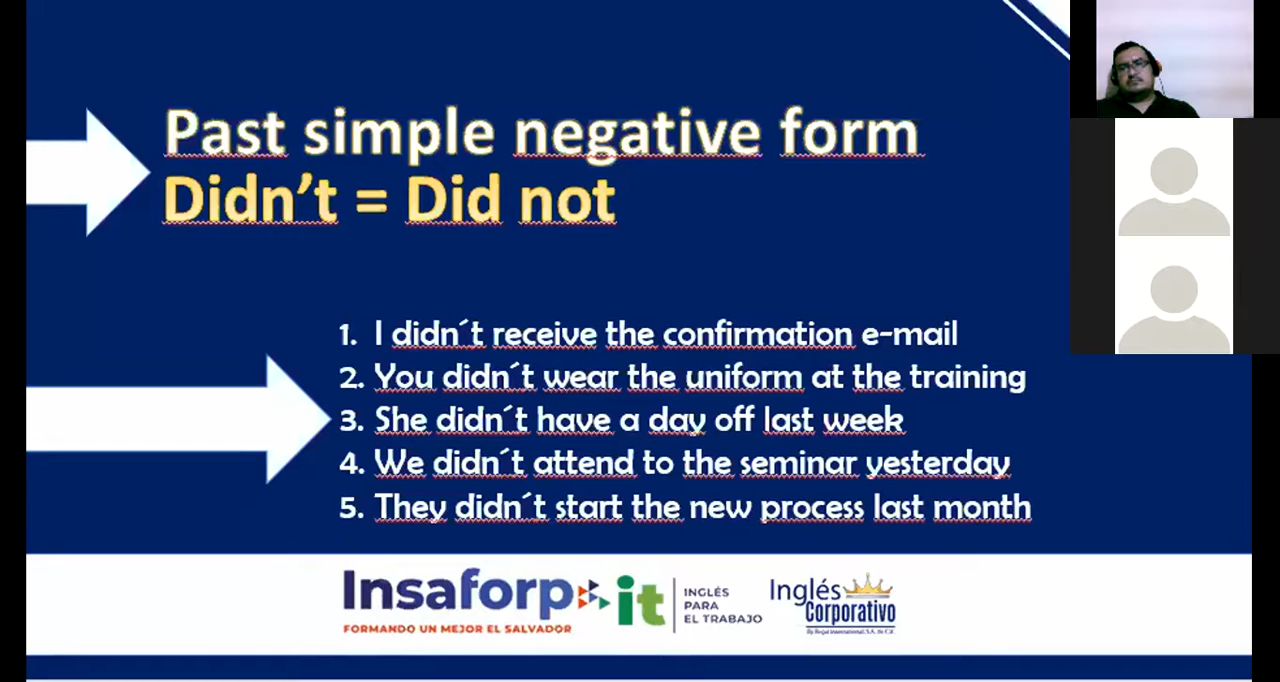 Past simple negative form
Didn’t = Did not
1. I didn´t receive the confirmation e-mail
2. You didn´t wear the uniform at the training
3. She didn´t have a day off last week
4. We didn´t attend to the seminar yesterday
5. They didn´t start the new process last month
Insaforp
FORMANDO UN MEJOR EL SALVADOR
it
INGLÉS
PARA
EL TRABAJO
Inglés
Corporativo